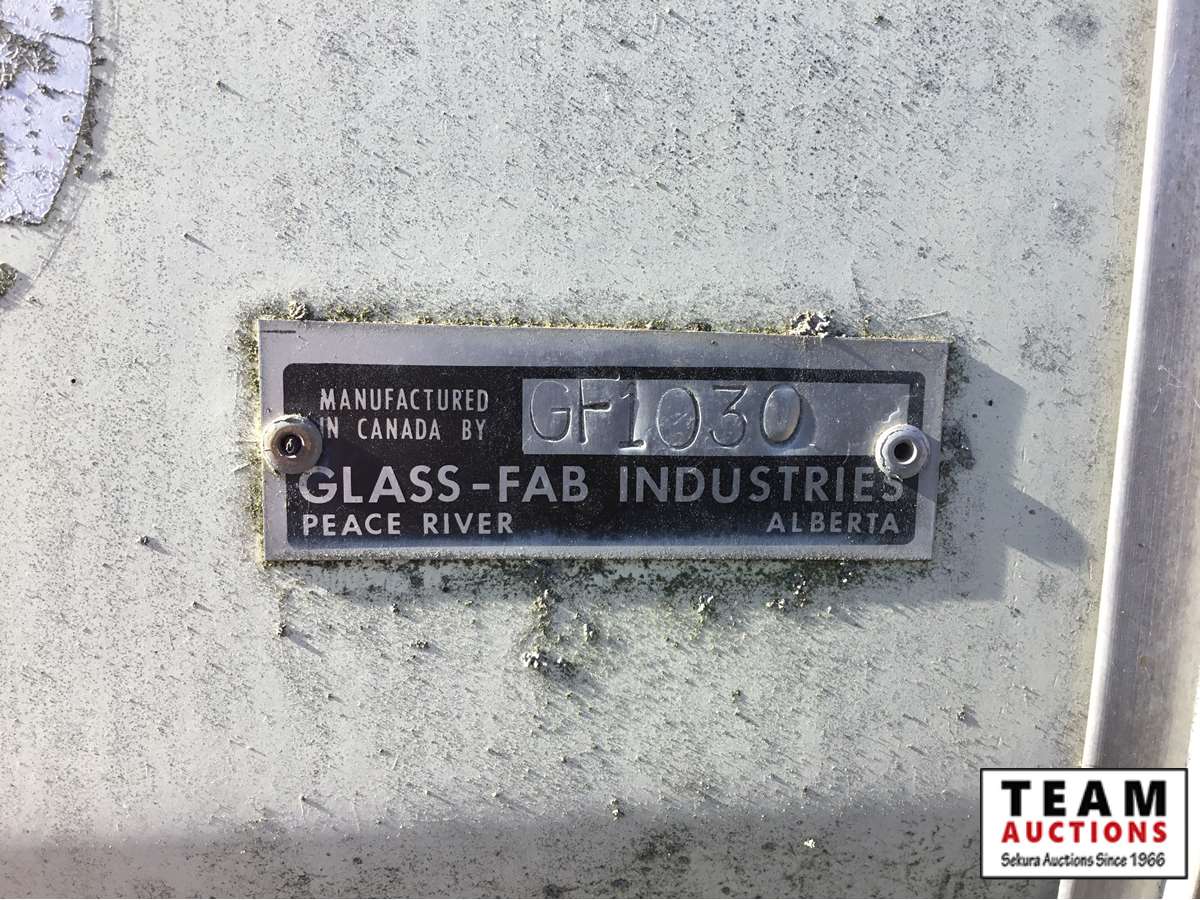 MANUFACTURED
IN CANADA BY
GF1030
GLASS-FAB INDUSTRIES
PEACE RIVER ALBERTA
TEAM
AUCTIONS
Sekura Auctions Since 1966